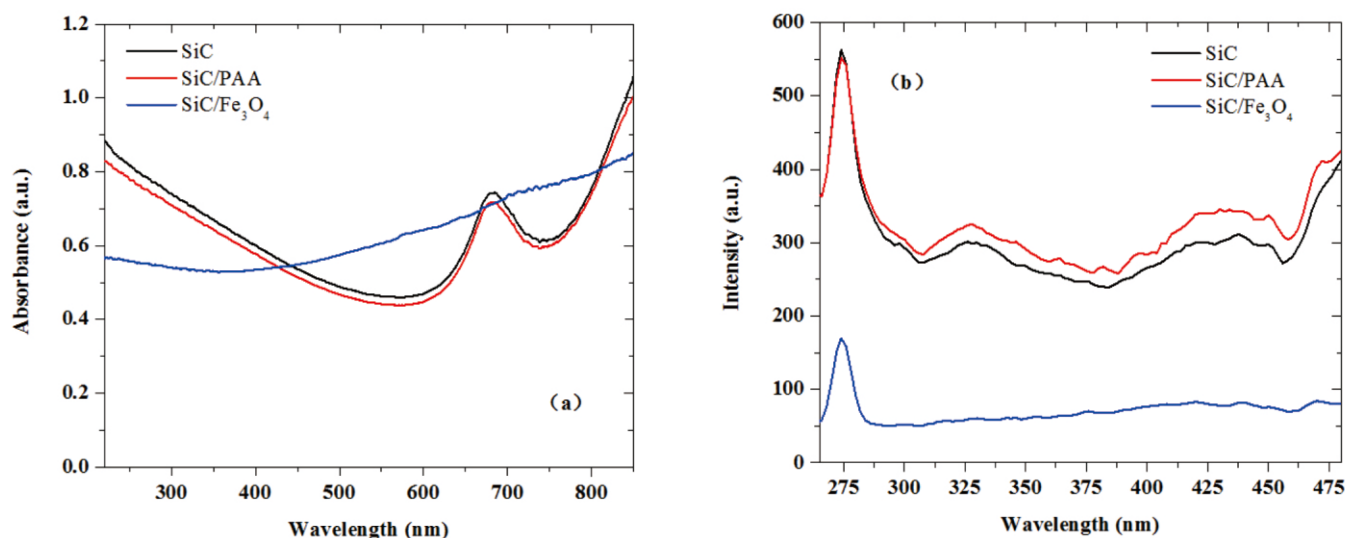 1.2
1.0
0.8
0.6
0.4
0.2
0.0
Absorbance (a.u.)
SiC
SiC/PAA
SiC/Fe₃O₄
(a)
300 400 500 600 700 800
Wavelength (nm)
600
500
400
300
200
100
0
Intensity (a.u.)
(b)
SiC
SiC/PAA
SiC/Fe₃O₄
275 300 325 350 375 400 425 450 475
Wavelength (nm)